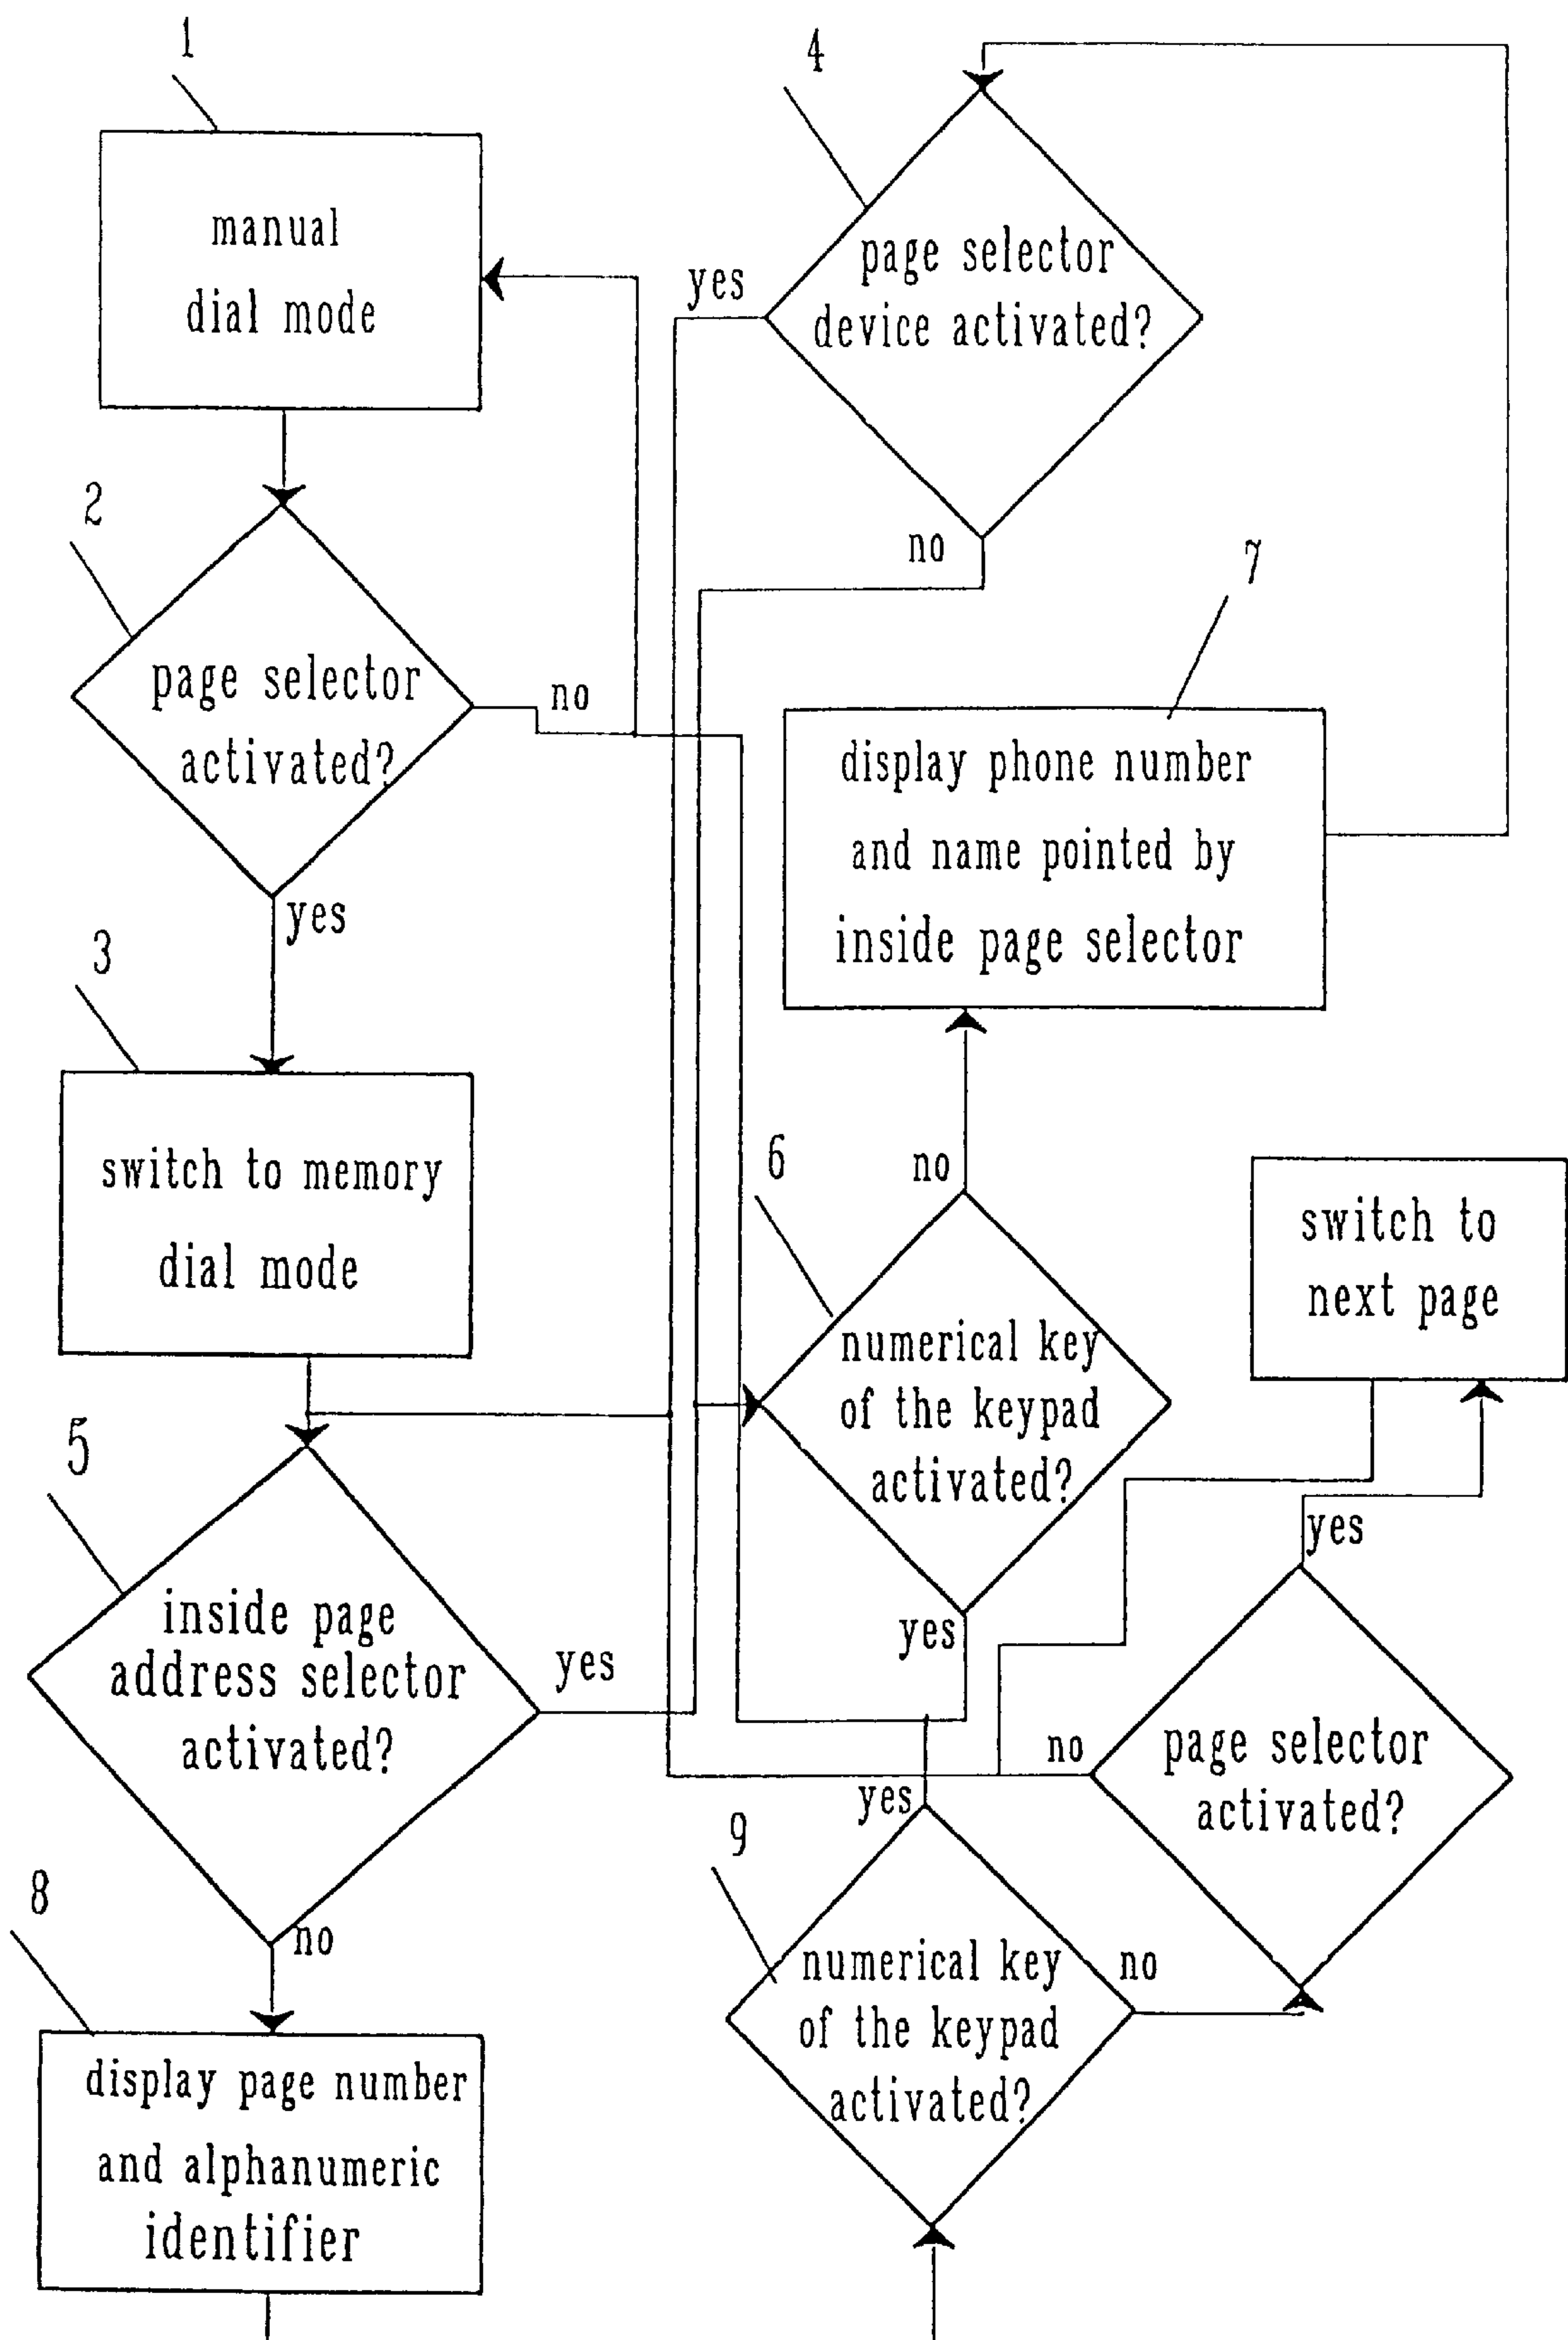 1
manual
dial mode
2
page selector
activated?
no
yes
3
switch to memory
dial mode
5
inside page
address selector
activated?
yes
no
8
display page number
and alphanumeric
identifier
4
page selector
device activated?
yes
no
7
display phone number
and name pointed by
inside page selector
6
no
numerical key
of the keypad
activated?
yes
switch to
next page
yes
page selector
activated?
no
yes
9
numerical key
of the keypad
activated?
no